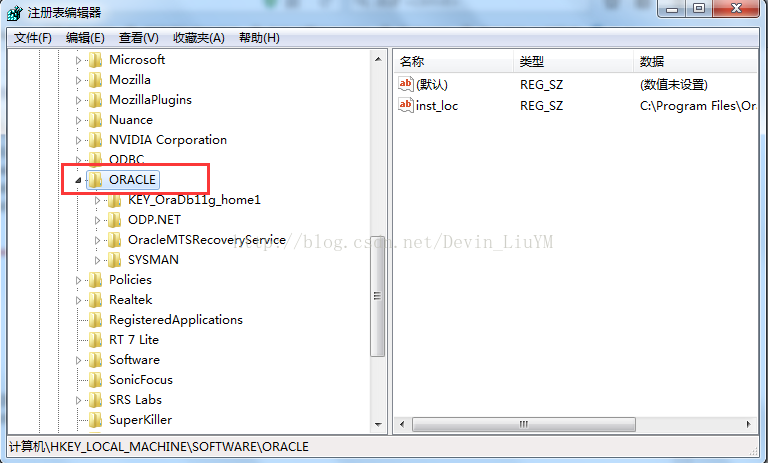 注册表编辑器
文件(F) 编辑(E) 查看(V) 收藏夹(A) 帮助(H)
Microsoft
Mozilla
MozillaPlugins
Nuance
NVIDIA Corporation
ODBC
ORACLE
KEY_OraDb11g_home1
ODP.NET
OracleMTSRecoveryService
SYSMAN
Policies
Realtek
RegisteredApplications
RT 7 Lite
Software
SonicFocus
SRS Labs
SuperKiller
名称 类型 数据
(默认) REG_SZ (数值未设置)
inst_loc REG_SZ C:\Program Files\Ora
http://blog.csdn.net/Devin_LiuYM
计算机\HKEY_LOCAL_MACHINE\SOFTWARE\ORACLE